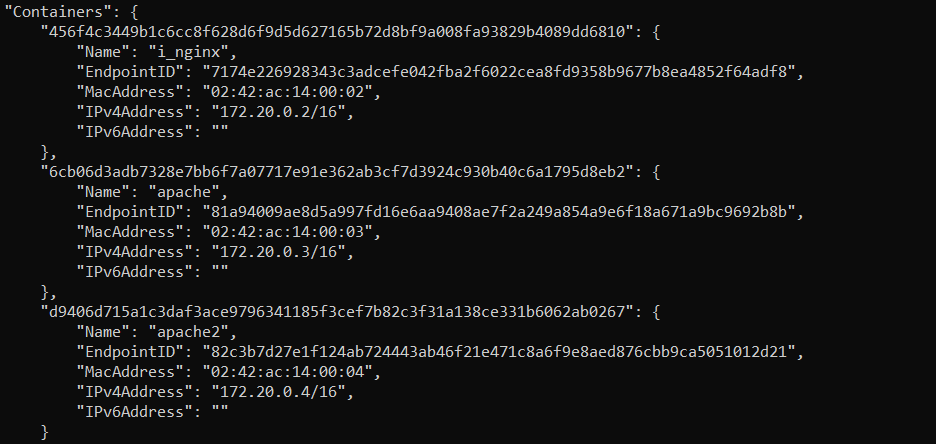 "Containers": {
    "456f4c3449b1c6cc8f628d6f9d5d627165b72d8bf9a008fa93829b4089dd6810": {
        "Name": "i_nginx",
        "EndpointID": "7174e226928343c3adcefe042fba2f6022cea8fd9358b9677b8ea4852f64adf8",
        "MacAddress": "02:42:ac:14:00:02",
        "IPv4Address": "172.20.0.2/16",
        "IPv6Address": ""
    },
    "6cb06d3adb7328e7bb6f7a07717e91e362ab3cf7d3924c930b40c6a1795d8eb2": {
        "Name": "apache",
        "EndpointID": "81a94009ae8d5a997fd16e6aa9408ae7f2a249a854a9e6f18a671a9bc9692b8b",
        "MacAddress": "02:42:ac:14:00:03",
        "IPv4Address": "172.20.0.3/16",
        "IPv6Address": ""
    },
    "d9406d715a1c3daf3ace9796341185f3cef7b82c3f31a138ce331b6062ab0267": {
        "Name": "apache2",
        "EndpointID": "82c3b7d27e1f124ab724443ab46f21e471c8a6f9e8aed876cbb9ca5051012d21",
        "MacAddress": "02:42:ac:14:00:04",
        "IPv4Address": "172.20.0.4/16",
        "IPv6Address": ""
    }